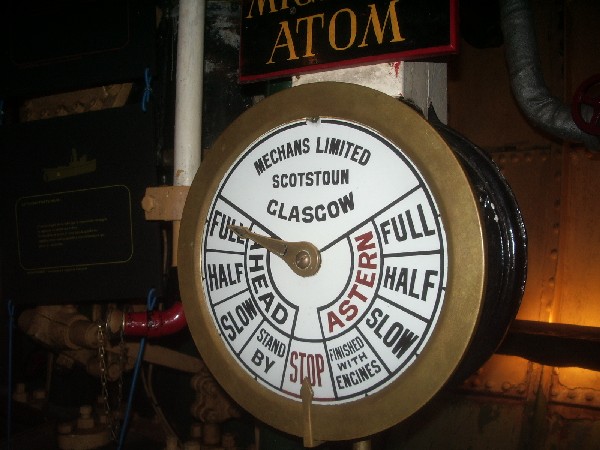 ATOM
MECHANS LIMITED
SCOTSTOUN
GLASGOW
FULL
HALF
SLOW
AHEAD
STAND
BY
STOP
FINISHED
WITH
ENGINES
ASTERN
SLOW
HALF
FULL